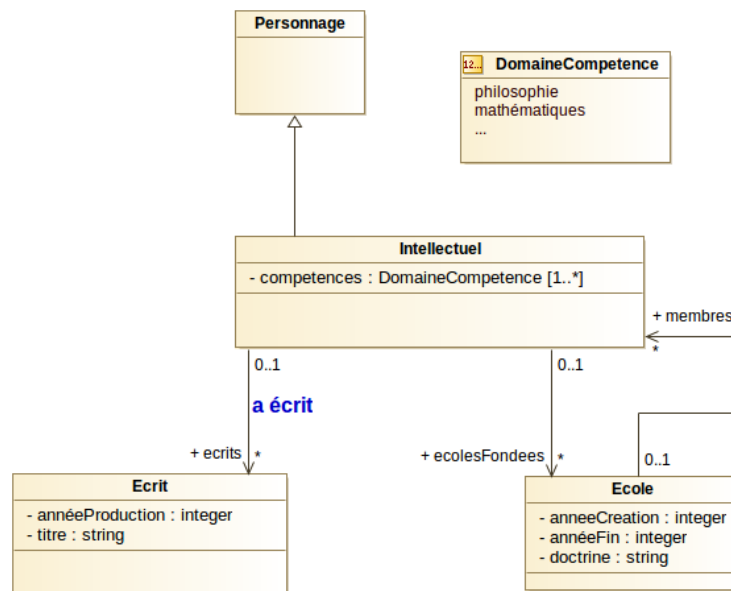 Personnage
12... DomaineCompetence
philosophie
mathématiques
...
Intellectuel
- competences : DomaineCompetence [1..*]
+ membres
*
0..1
0..1
a écrit
+ ecrits
*
+ ecolesFondees
*
0..1
Ecrit
- annéeProduction : integer
- titre : string
Ecole
- anneeCreation : integer
- annéeFin : integer
- doctrine : string